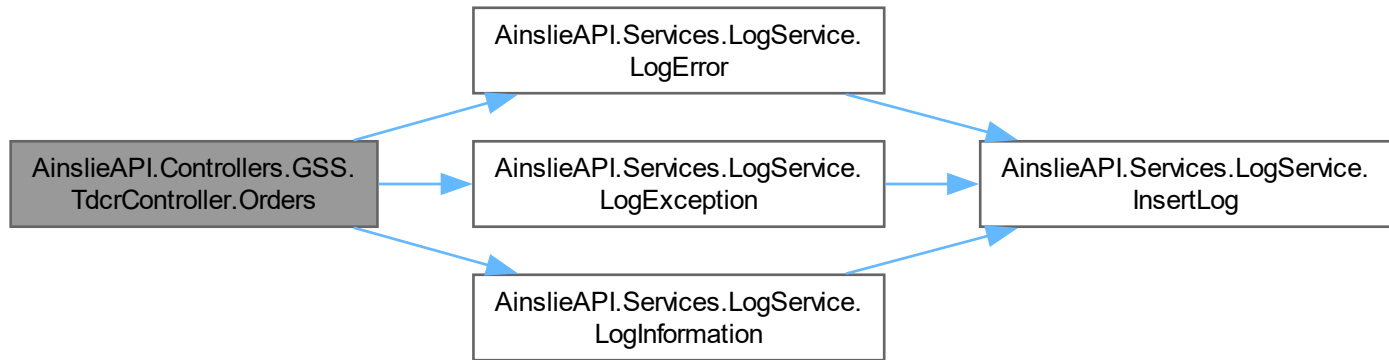 AinslieAPI.Controllers.GSS.
TdcrController.Orders
AinslieAPI.Services.LogService.
LogError
AinslieAPI.Services.LogService.
LogException
AinslieAPI.Services.LogService.
LogInformation
AinslieAPI.Services.LogService.
InsertLog